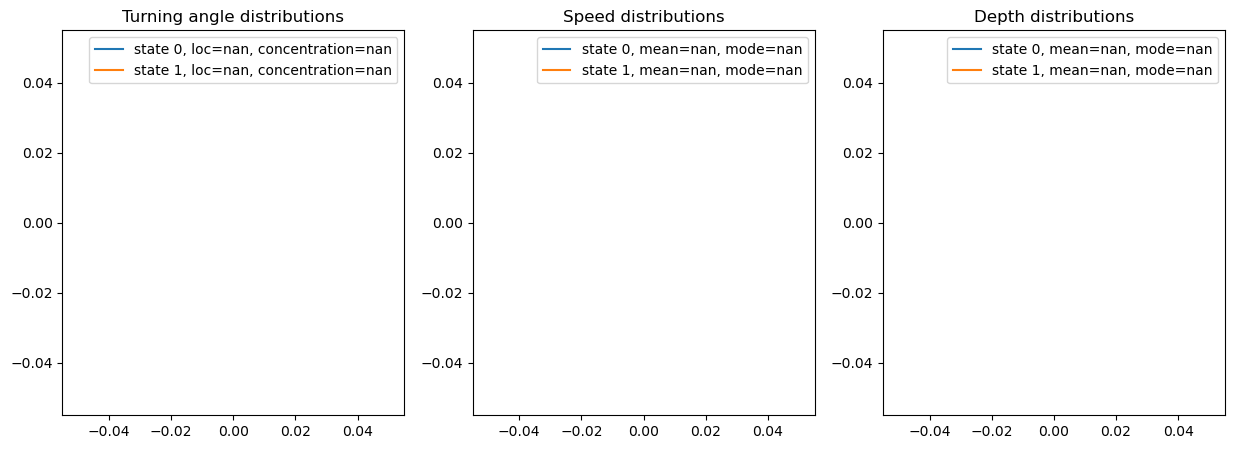 Turning angle distributions
state 0, loc=nan, concentration=nan
state 1, loc=nan, concentration=nan
0.04
0.02
0.00
−0.02
−0.04
−0.04 −0.02 0.00 0.02 0.04
Speed distributions
state 0, mean=nan, mode=nan
state 1, mean=nan, mode=nan
0.04
0.02
0.00
−0.02
−0.04
−0.04 −0.02 0.00 0.02 0.04
Depth distributions
state 0, mean=nan, mode=nan
state 1, mean=nan, mode=nan
0.04
0.02
0.00
−0.02
−0.04
−0.04 −0.02 0.00 0.02 0.04